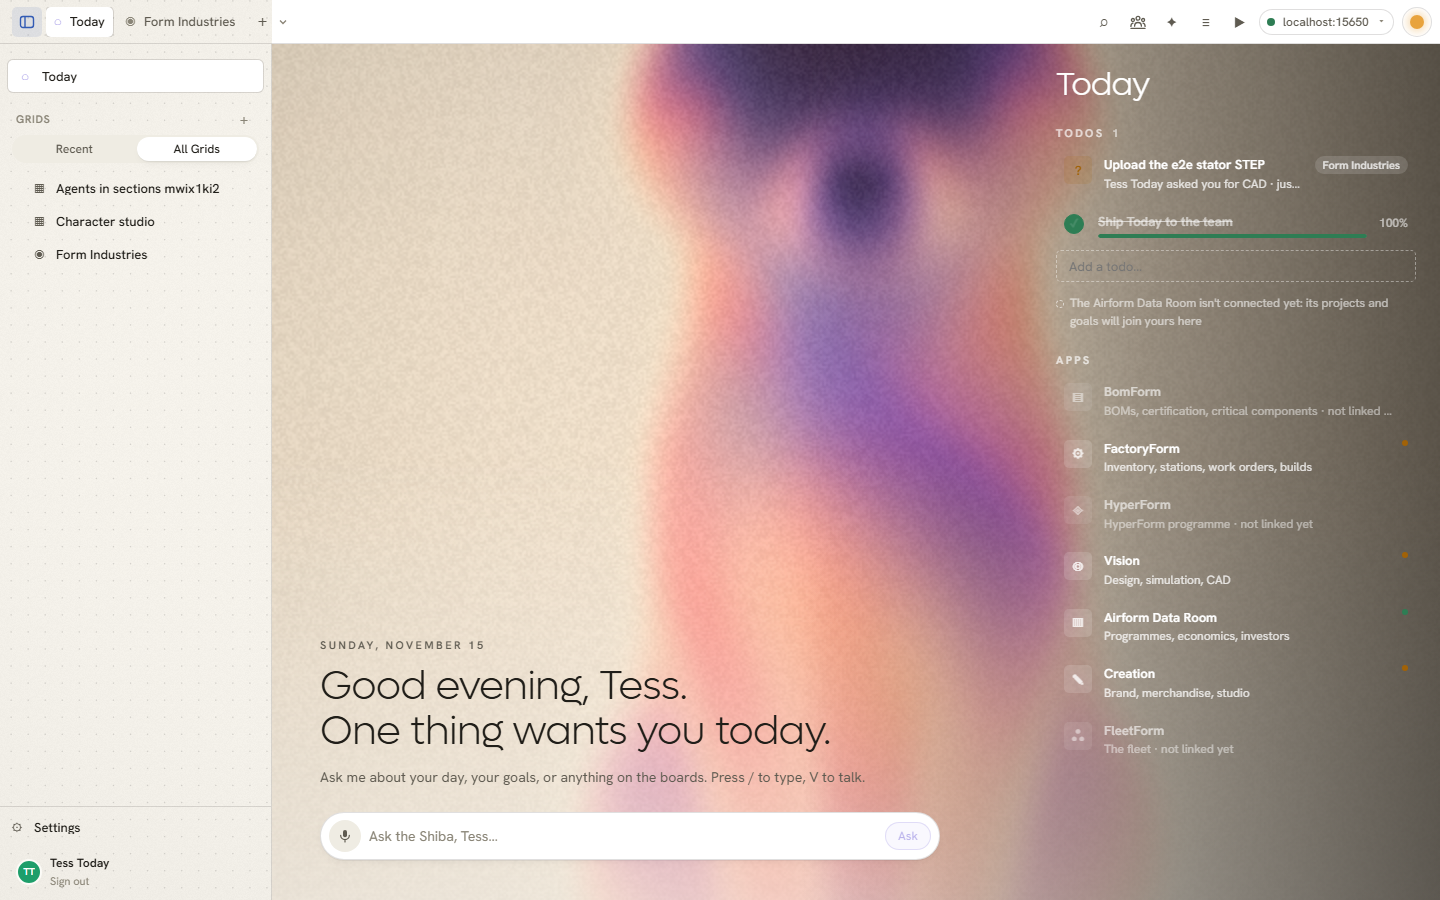 Today
Form Industries
localhost:15650
Today
GRIDS
Recent
All Grids
Agents in sections mwix1ki2
Character studio
Form Industries
Settings
TT
Tess Today
Sign out
SUNDAY, NOVEMBER 15
Good evening, Tess.
One thing wants you today.
Ask me about your day, your goals, or anything on the boards. Press / to type, V to talk.
Ask the Shiba, Tess...
Ask
Today
TODOS 1
? Upload the e2e stator STEP
Form Industries
Tess Today asked you for CAD · jus...
Ship Today to the team
100%
Add a todo...
The Airform Data Room isn't connected yet: its projects and
goals will join yours here
APPS
BomForm
BOMs, certification, critical components · not linked ...
FactoryForm
Inventory, stations, work orders, builds
HyperForm
HyperForm programme · not linked yet
Vision
Design, simulation, CAD
Airform Data Room
Programmes, economics, investors
Creation
Brand, merchandise, studio
FleetForm
The fleet · not linked yet